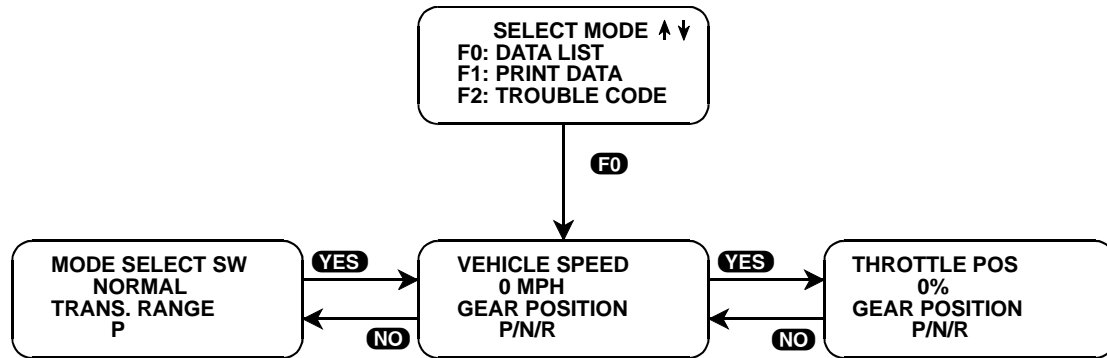 SELECT MODE
F0: DATA LIST
F1: PRINT DATA
F2: TROUBLE CODE
F0
MODE SELECT SW
NORMAL
TRANS. RANGE
P
YES
NO
VEHICLE SPEED
0 MPH
GEAR POSITION
P/N/R
YES
NO
THROTTLE POS
0%
GEAR POSITION
P/N/R